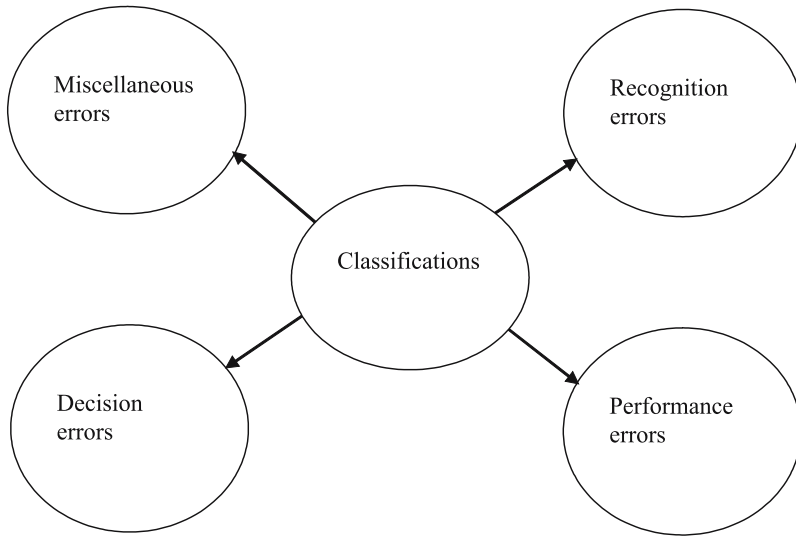 Miscellaneous
errors
Recognition
errors
Classifications
Decision
errors
Performance
errors